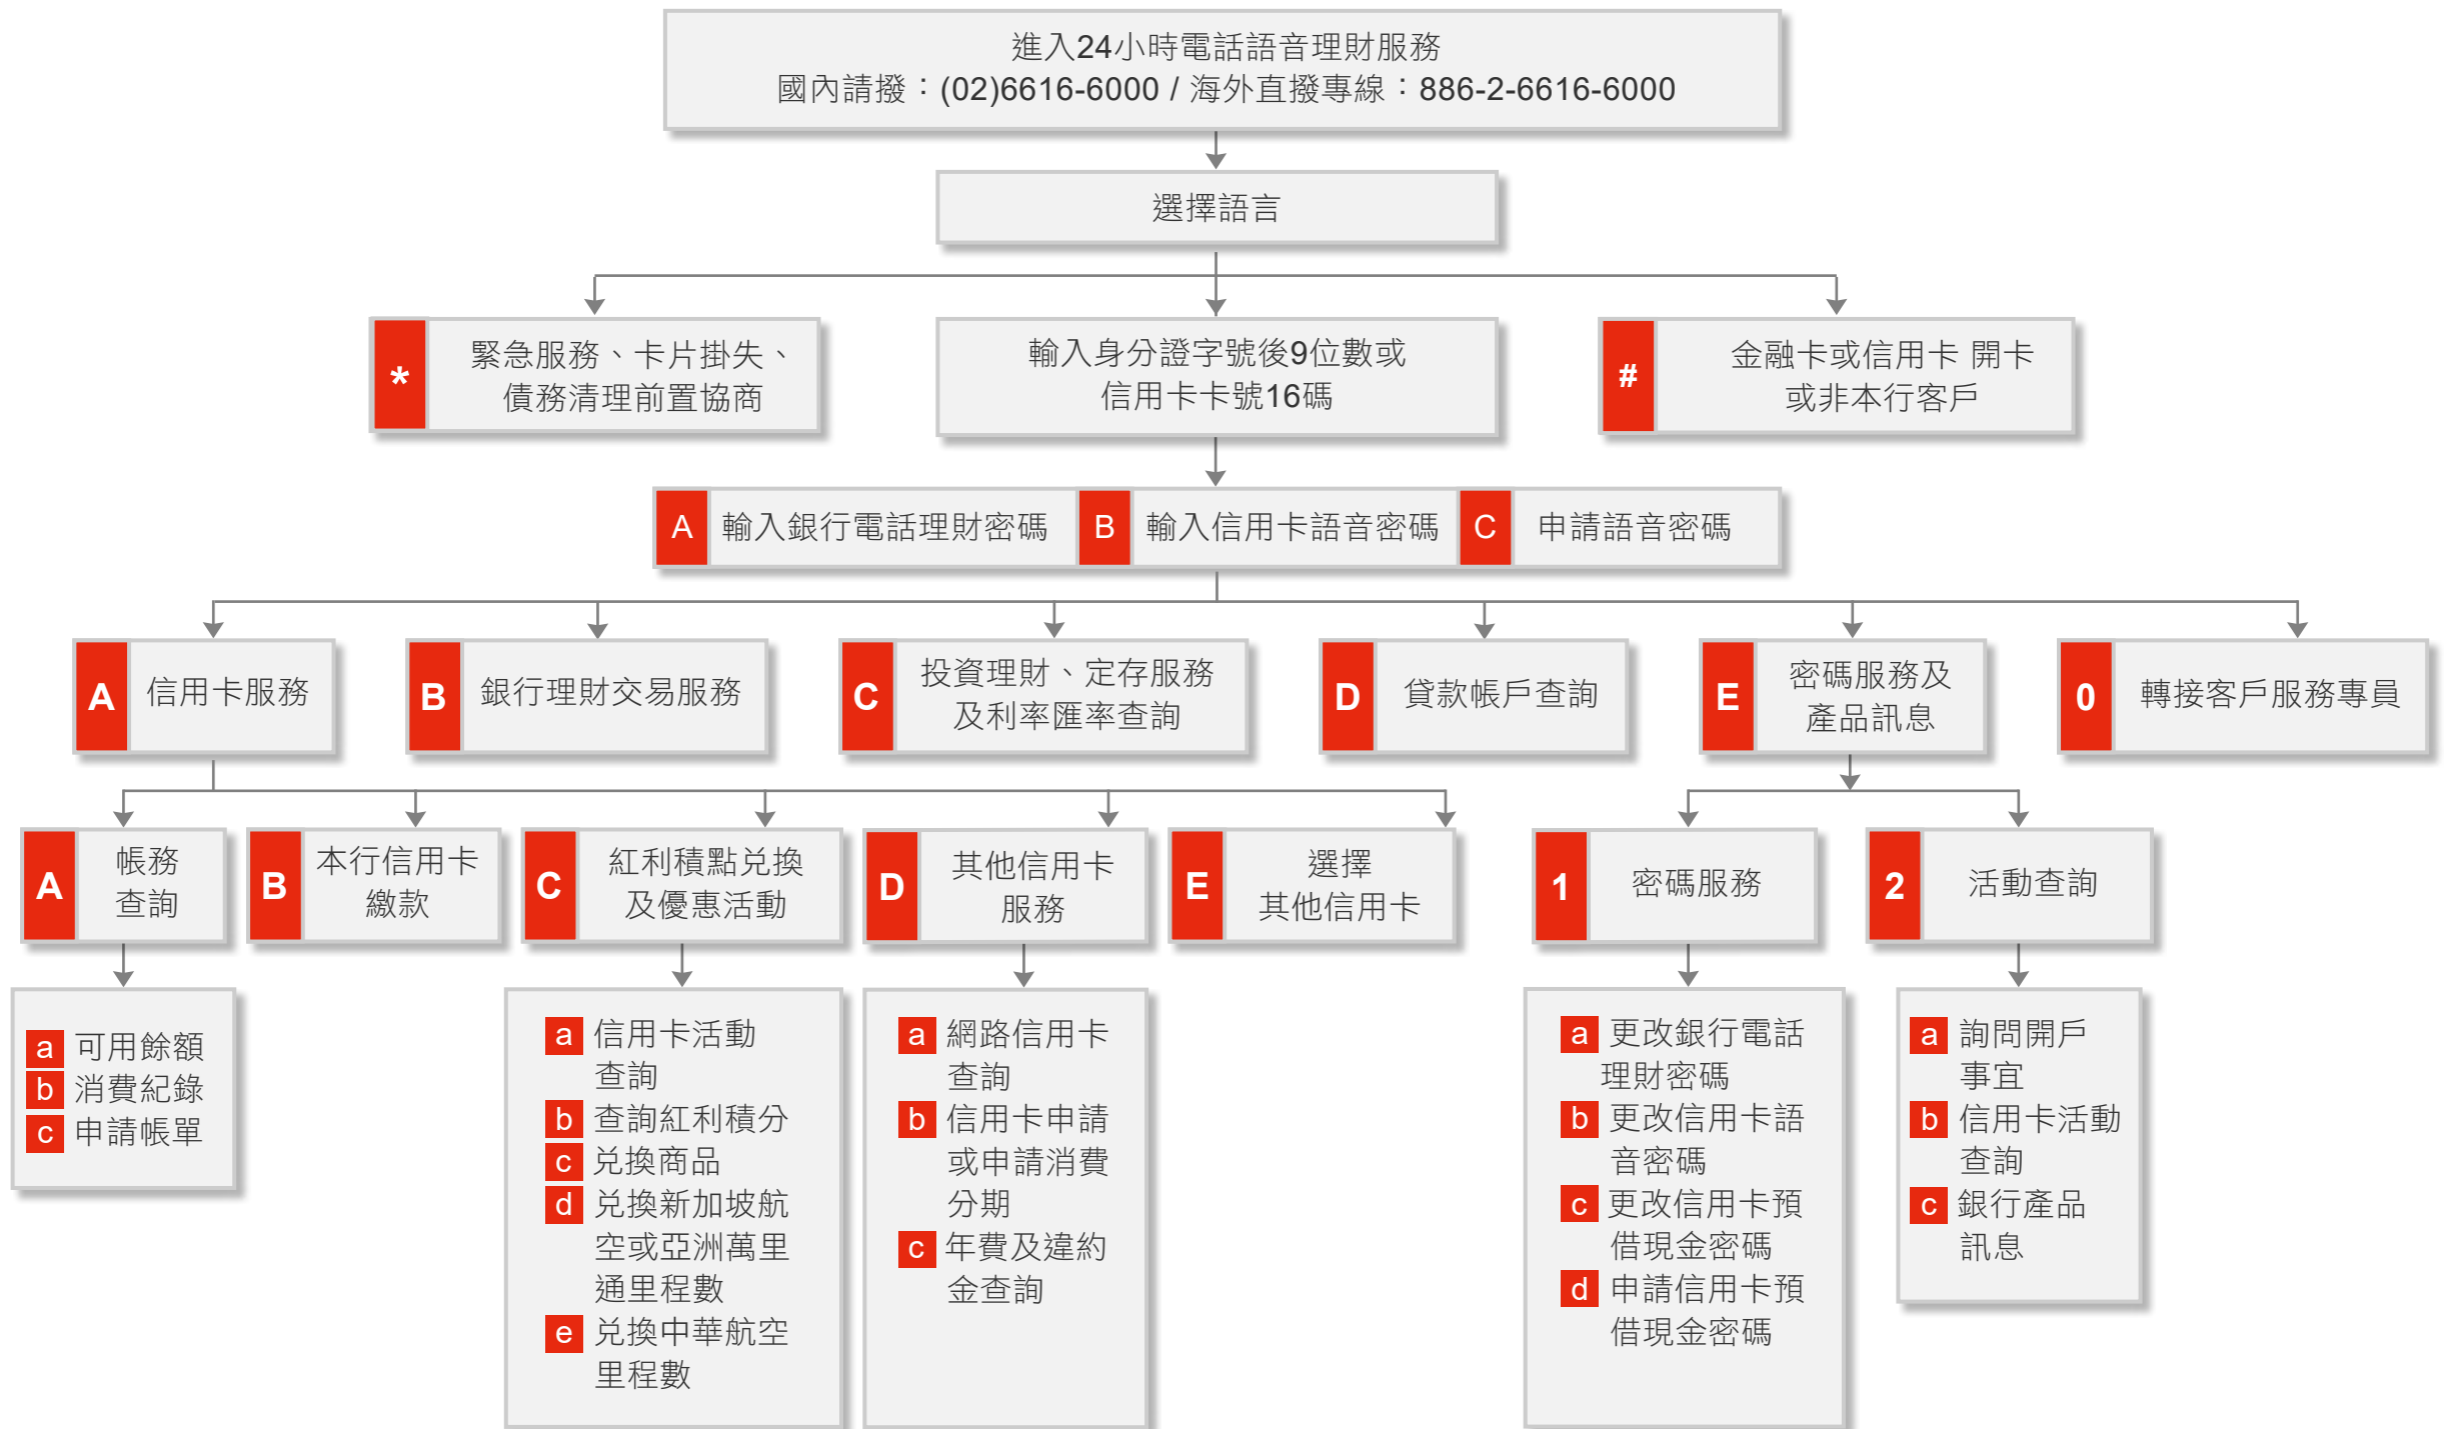 進入24小時電話語音理財服務
國內請撥：(02)6616-6000 / 海外直撥專線：886-2-6616-6000
選擇語言
*
緊急服務、卡片掛失、
債務清理前置協商
輸入身分證字號後9位數或
信用卡卡號16碼
#
金融卡或信用卡 開卡
或非本行客戶
A 輸入銀行電話理財密碼 B 輸入信用卡語音密碼 C 申請語音密碼
A 信用卡服務
B 銀行理財交易服務
C
投資理財、定存服務
及利率匯率查詢
D 貸款帳戶查詢
E
密碼服務及
產品訊息
0 轉接客戶服務專員
A
帳務
查詢
B
本行信用卡
繳款
C
紅利積點兌換
及優惠活動
D
其他信用卡
服務
E
選擇
其他信用卡
1 密碼服務
2 活動查詢
a 可用餘額
b 消費紀錄
c 申請帳單
a 信用卡活動
查詢
b 查詢紅利積分
c 兌換商品
d 兌換新加坡航
空或亞洲萬里
通里程數
e 兌換中華航空
里程數
a 網路信用卡
查詢
b 信用卡申請
或申請消費
分期
c 年費及違約
金查詢
a 更改銀行電話
理財密碼
b 更改信用卡語
音密碼
c 更改信用卡預
借現金密碼
d 申請信用卡預
借現金密碼
a 詢問開戶
事宜
b 信用卡活動
查詢
c 銀行產品
訊息